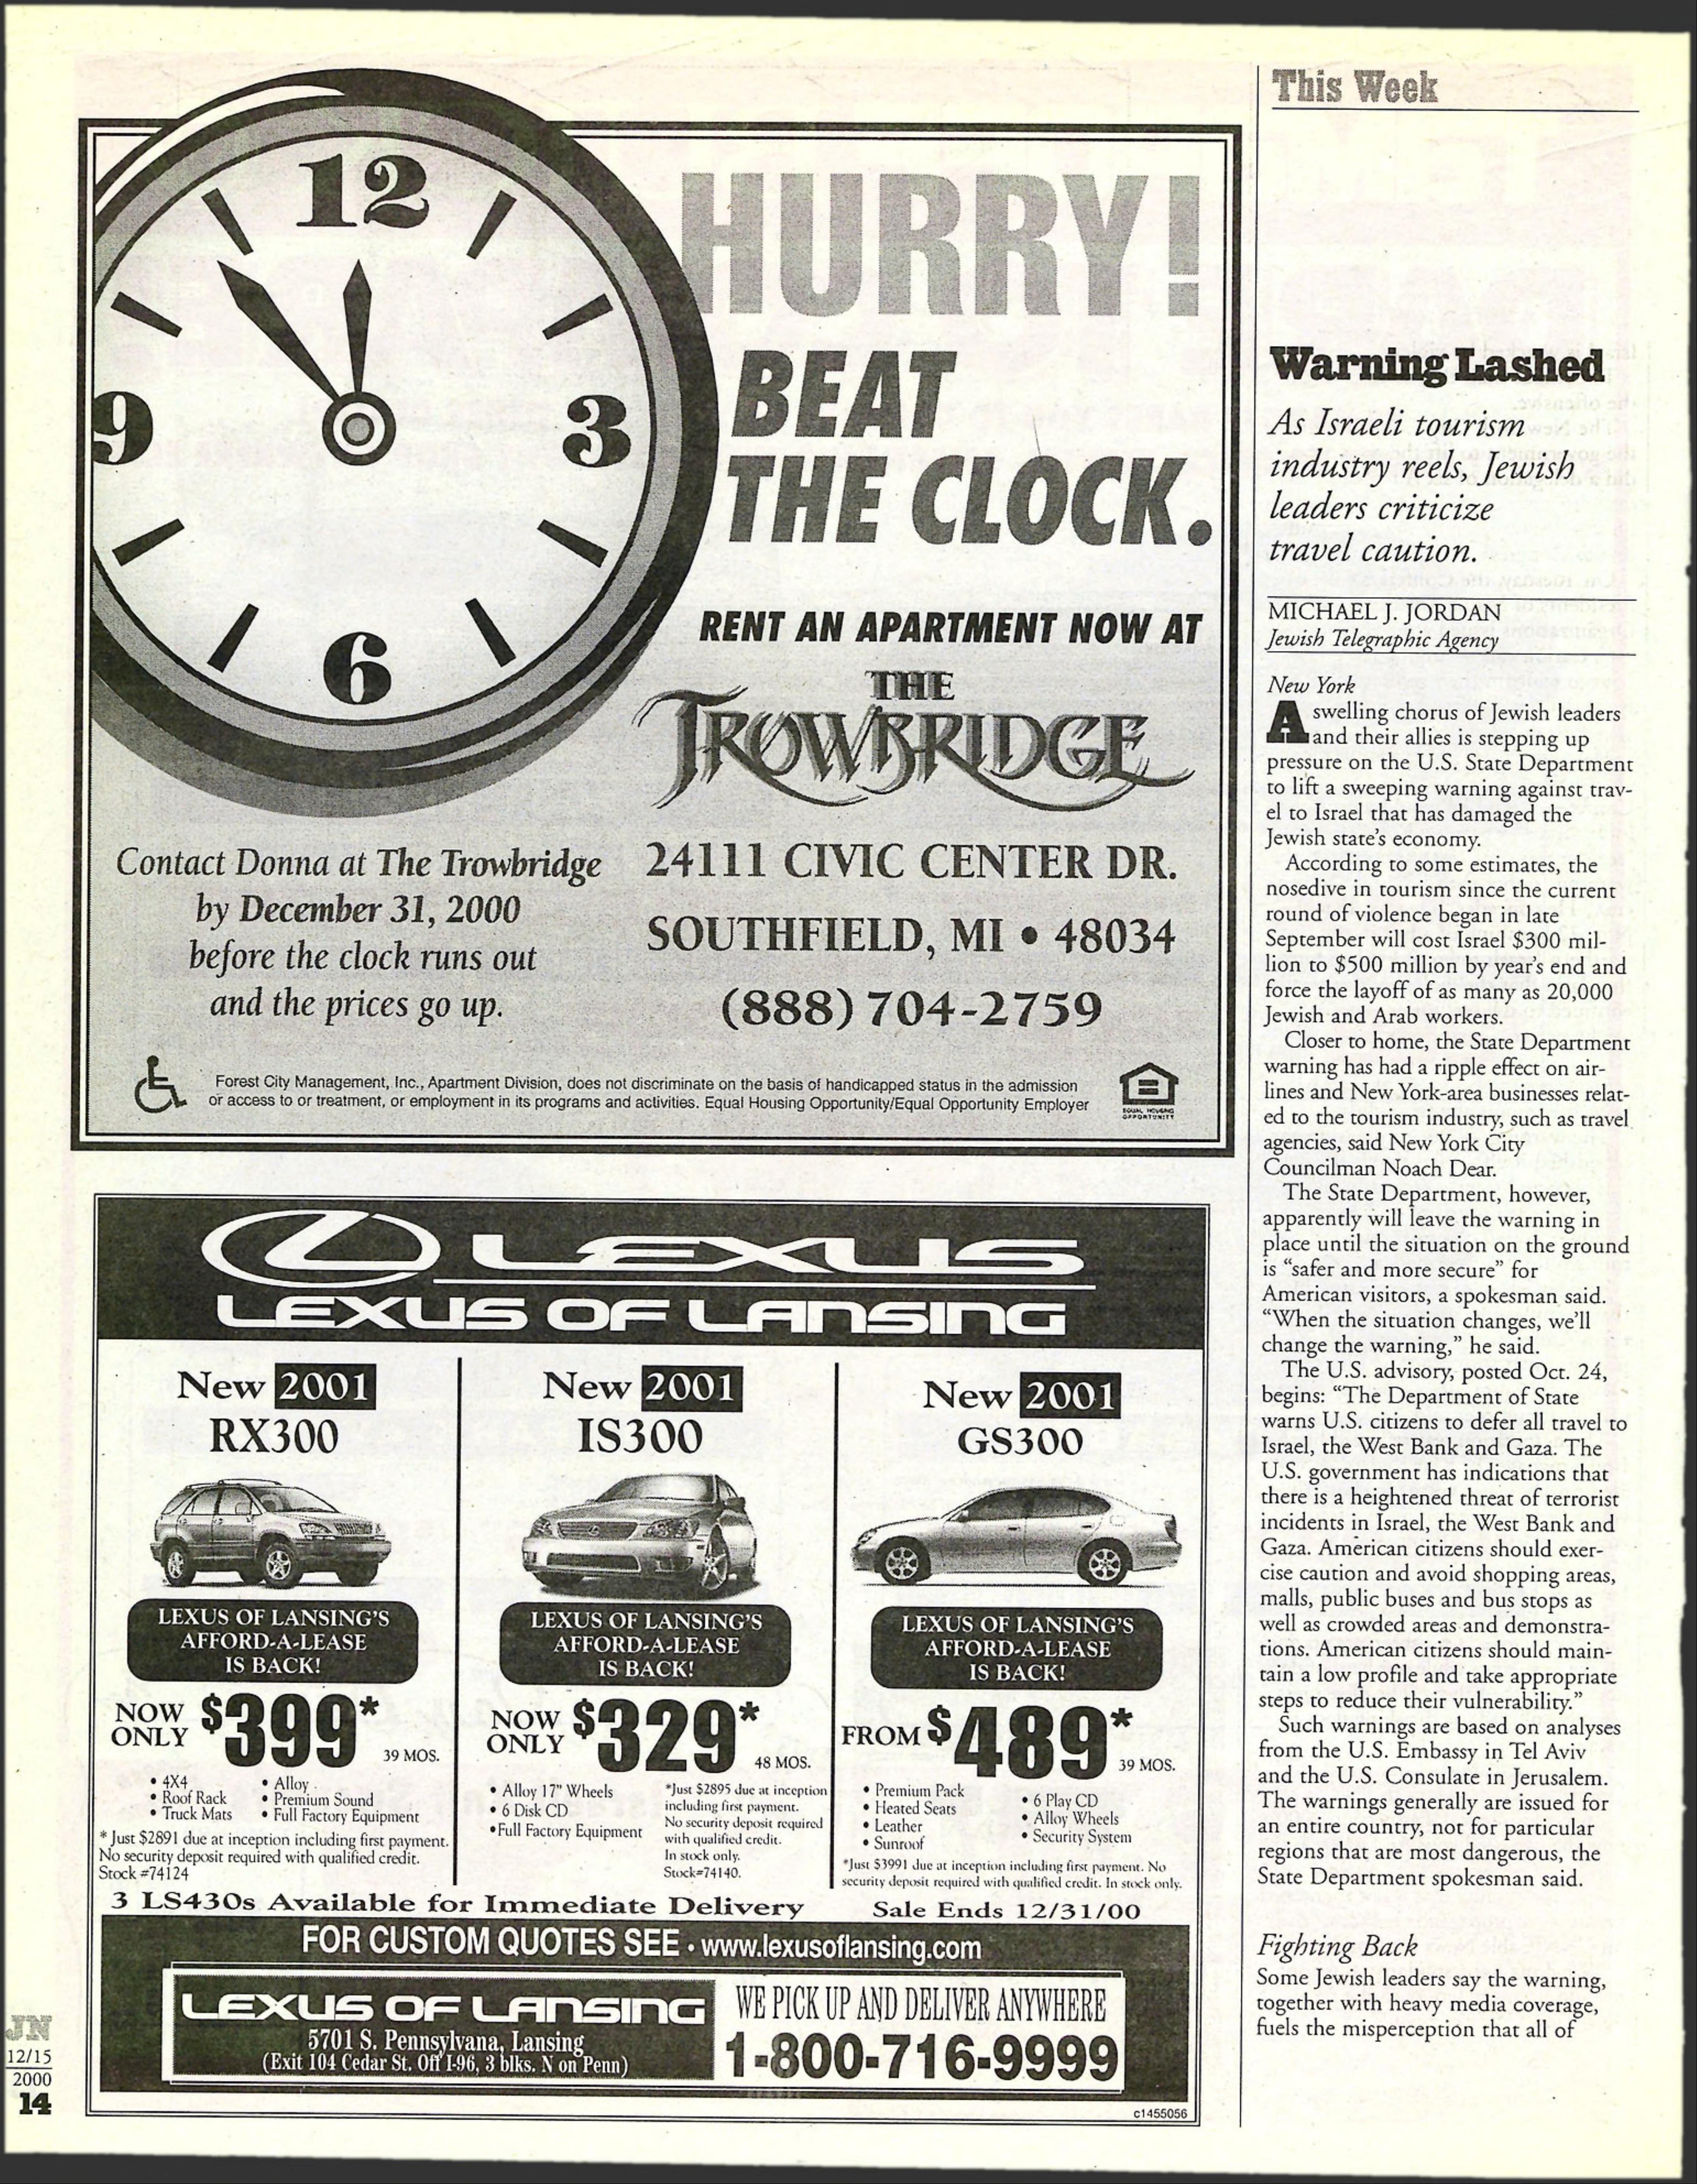 This Week
12
3
6
9
HURRY!
BEAT
THE CLOCK.
RENT AN APARTMENT NOW AT
THE
TROWBRIDGE
Contact Donna at The Trowbridge
by December 31, 2000
before the clock runs out
and the prices go up.
24111 CIVIC CENTER DR.
SOUTHFIELD, MI • 48034
(888) 704-2759
Forest City Management, Inc., Apartment Division, does not discriminate on the basis of handicapped status in the admission
or access to or treatment, or employment in its programs and activities. Equal Housing Opportunity/Equal Opportunity Employer
EQUAL HOUSING
OPPORTUNITY
LEXUS
LEXUS OF LANSING
New 2001
RX300
LEXUS OF LANSING'S
AFFORD-A-LEASE
IS BACK!
NOW
ONLY $399*
39 MOS.
• 4X4
• Roof Rack
• Truck Mats
• Alloy
• Premium Sound
• Full Factory Equipment
* Just $2891 due at inception including first payment.
No security deposit required with qualified credit.
Stock #74124
New 2001
IS300
LEXUS OF LANSING'S
AFFORD-A-LEASE
IS BACK!
NOW
ONLY $329*
48 MOS.
• Alloy 17" Wheels
• 6 Disk CD
•Full Factory Equipment
*Just $2895 due at inception
including first payment.
No security deposit required
with qualified credit.
In stock only.
Stock=74140.
New 2001
GS300
LEXUS OF LANSING'S
AFFORD-A-LEASE
IS BACK!
FROM $489*
39 MOS.
• Premium Pack
• Heated Seats
• Leather
• Sunroof
• 6 Play CD
• Alloy Wheels
• Security System
*Just $3991 due at inception including first payment. No
security deposit required with qualified credit. In stock only.
3 LS430s Available for Immediate Delivery
Sale Ends 12/31/00
FOR CUSTOM QUOTES SEE • www.lexusoflansing.com
LEXUS OF LANSING
5701 S. Pennsylvana, Lansing
(Exit 104 Cedar St. Off I-96, 3 blks. N on Penn)
WE PICK UP AND DELIVER ANYWHERE
1-800-716-9999
c1455056
JN
12/15
2000
14
Warning Lashed
As Israeli tourism
industry reels, Jewish
leaders criticize
travel caution.
MICHAEL J. JORDAN
Jewish Telegraphic Agency
New York
A swelling chorus of Jewish leaders
and their allies is stepping up
pressure on the U.S. State Department
to lift a sweeping warning against trav-
el to Israel that has damaged the
Jewish state's economy.
According to some estimates, the
nosedive in tourism since the current
round of violence began in late
September will cost Israel $300 mil-
lion to $500 million by year's end and
force the layoff of as many as 20,000
Jewish and Arab workers.
Closer to home, the State Department
warning has had a ripple effect on air-
lines and New York-area businesses relat-
ed to the tourism industry, such as travel
agencies, said New York City
Councilman Noach Dear.
The State Department, however,
apparently will leave the warning in
place until the situation on the ground
is “safer and more secure” for
American visitors, a spokesman said.
“When the situation changes, we'll
change the warning,” he said.
The U.S. advisory, posted Oct. 24,
begins: “The Department of State
warns U.S. citizens to defer all travel to
Israel, the West Bank and Gaza. The
U.S. government has indications that
there is a heightened threat of terrorist
incidents in Israel, the West Bank and
Gaza. American citizens should exer-
cise caution and avoid shopping areas,
malls, public buses and bus stops as
well as crowded areas and demonstra-
tions. American citizens should main-
tain a low profile and take appropriate
steps to reduce their vulnerability.”
Such warnings are based on analyses
from the U.S. Embassy in Tel Aviv
and the U.S. Consulate in Jerusalem.
The warnings generally are issued for
an entire country, not for particular
regions that are most dangerous, the
State Department spokesman said.
Fighting Back
Some Jewish leaders say the warning,
together with heavy media coverage,
fuels the misperception that all of